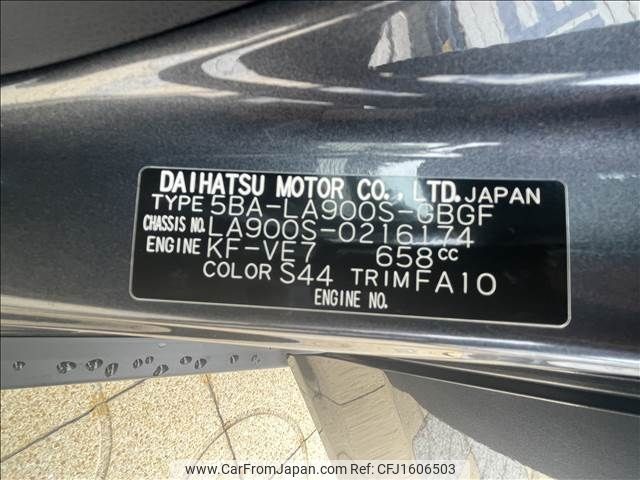 DAIHATSU MOTOR CO., LTD. JAPAN
TYPE 5BA-LA900S-GBGF
CHASSIS NO. LA900S-0216174
ENGINE KF-VE7 658cc
COLOR S44 TRIM FA10
ENGINE NO.
www.CarFromJapan.com | CarFromJapan - CFJ1606503